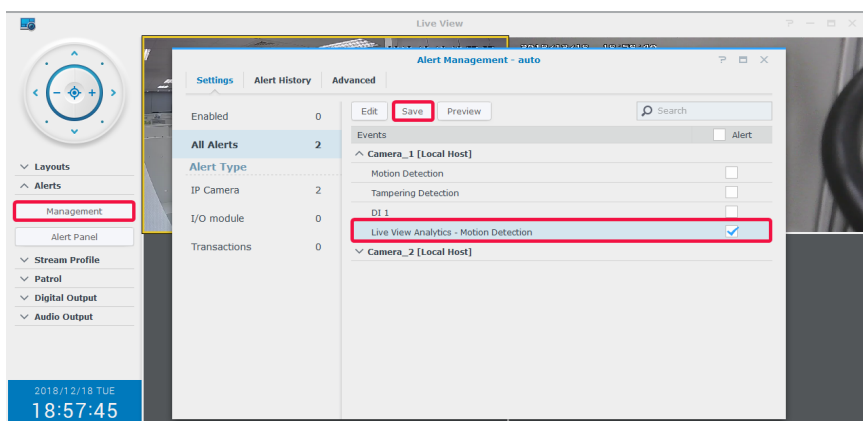 Live View
Alert Management - auto
Settings Alert History Advanced
Enabled 0
All Alerts 2
Alert Type
IP Camera 2
I/O module 0
Transactions 0
Edit Save Preview Search
Events Alert
Camera_1 [Local Host]
Motion Detection
Tampering Detection
DI 1
Live View Analytics - Motion Detection
Camera_2 [Local Host]
Layouts
Alerts
Management
Alert Panel
Stream Profile
Patrol
Digital Output
Audio Output
2018/12/18 TUE
18:57:45